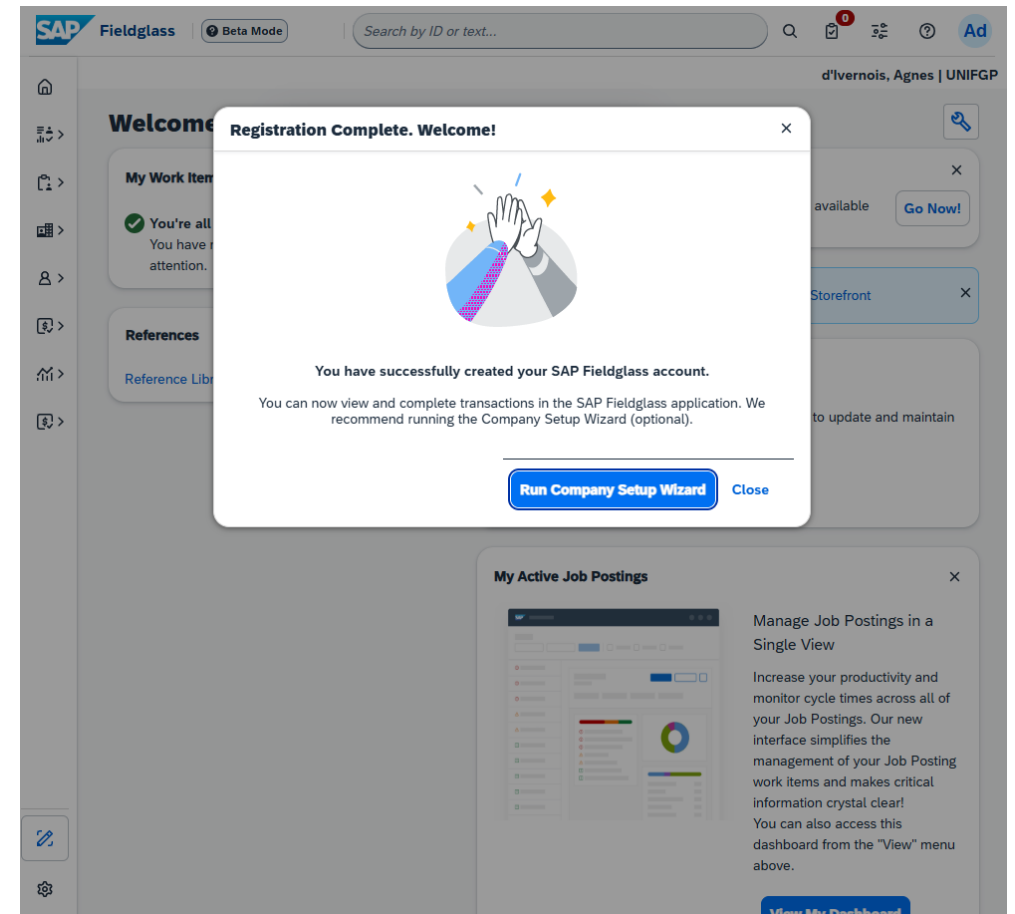 SAP Fieldglass
? Beta Mode
Search by ID or text...
0
Ad
d'Ivernois, Agnes | UNIFGP
Welcome
Registration Complete. Welcome!
My Work Item
You're all
You have
attention.
available
Go Now!
Storefront
References
Reference Libr
You have successfully created your SAP Fieldglass account.
You can now view and complete transactions in the SAP Fieldglass application. We
recommend running the Company Setup Wizard (optional).
to update and maintain
Run Company Setup Wizard
Close
My Active Job Postings
SAP
Manage Job Postings in a
Single View
Increase your productivity and
monitor cycle times across all of
your Job Postings. Our new
interface simplifies the
management of your Job Posting
work items and makes critical
information crystal clear!
You can also access this
dashboard from the "View" menu
above.
View My Dashboard